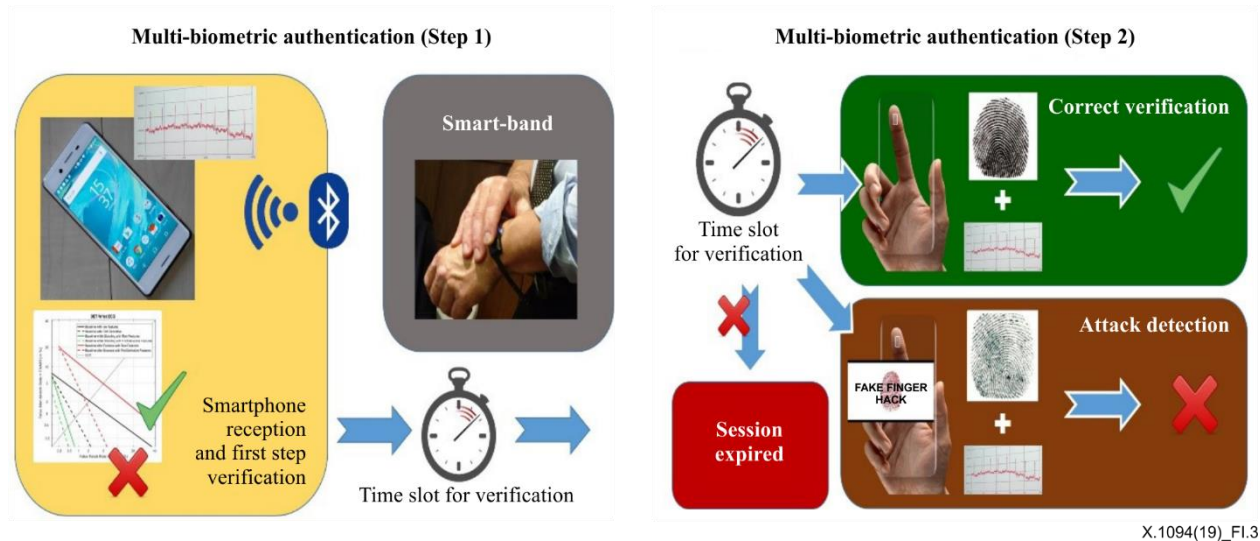 Multi-biometric authentication (Step 1)
Smart-band
Smartphone
reception
and first step
verification
Time slot for verification
Multi-biometric authentication (Step 2)
Time slot
for verification
Correct verification
Attack detection
FAKE FINGER
HACK
Session
expired
X.1094(19)_FI.3